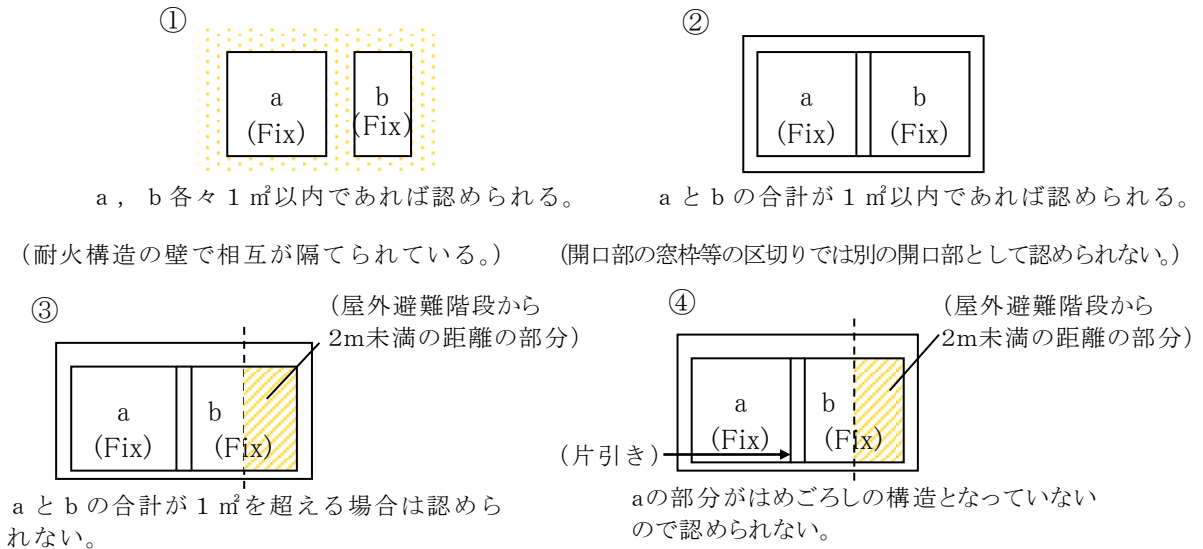 ①
a
(Fix)
b
(Fix)
a，b各々1㎡以内であれば認められる。
(耐火構造の壁で相互が隔てられている。)
②
a
(Fix)
b
(Fix)
aとbの合計が1㎡以内であれば認められる。
(開口部の窓枠等の区切りでは別の開口部として認められない。)
③
(屋外避難階段から
2m未満の距離の部分)
a
(Fix)
b
(Fix)
aとbの合計が1㎡を超える場合は認めら
れない。
④
(屋外避難階段から
2m未満の距離の部分)
a
(Fix)
b
(Fix)
(片引き)
aの部分がはめごろしの構造となっていない
ので認められない。